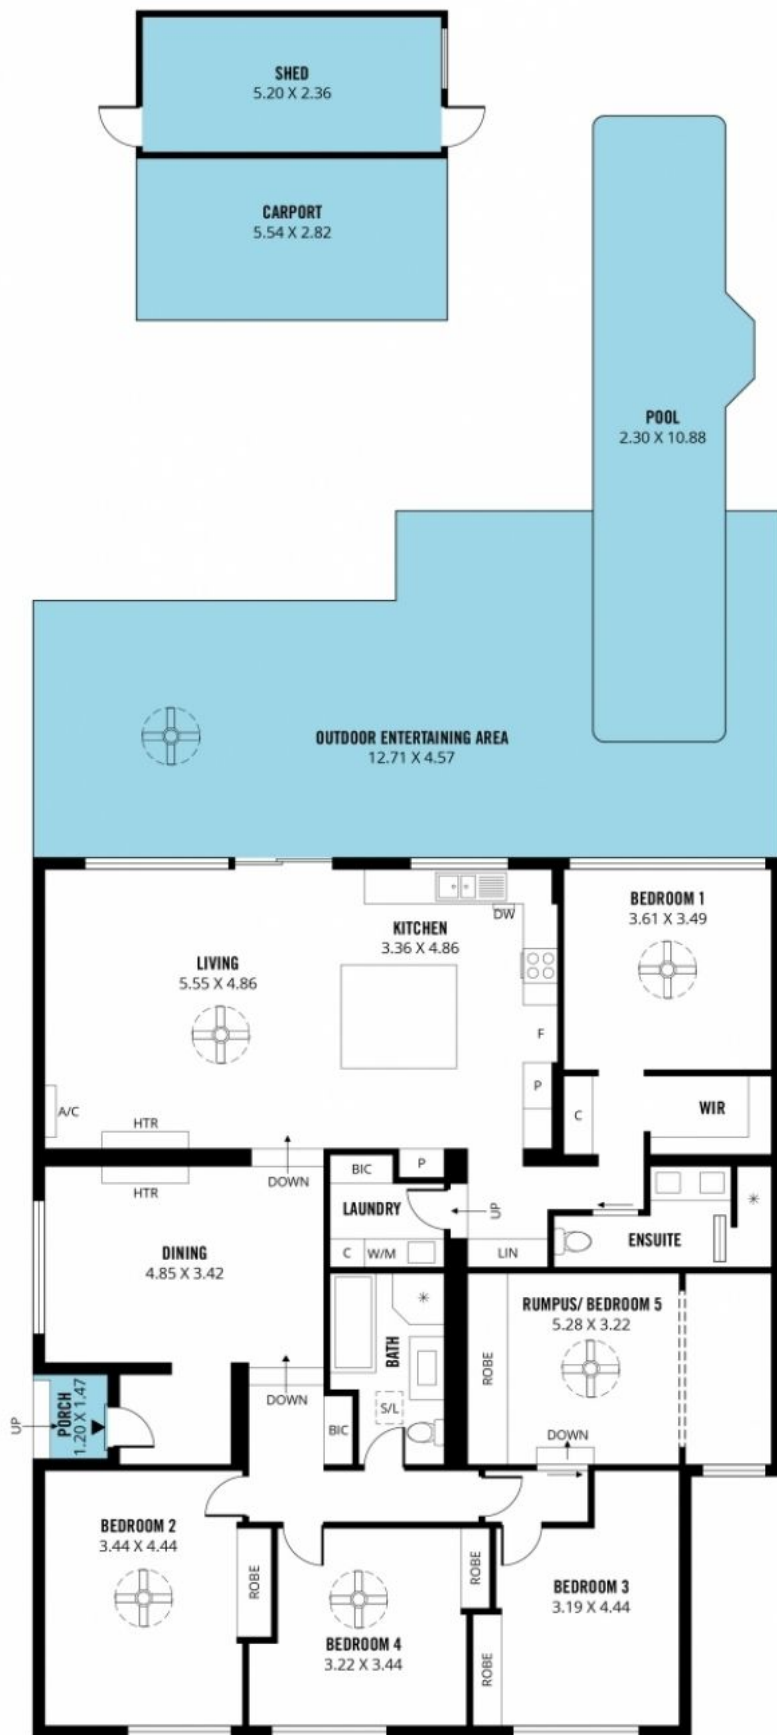 SHED
5.20 X 2.36
CARPORT
5.54 X 2.82
POOL
2.30 X 10.88
OUTDOOR ENTERTAINING AREA
12.71 X 4.57
KITCHEN
3.36 X 4.86
DW
BEDROOM 1
3.61 X 3.49
LIVING
5.55 X 4.86
F
P
C
WIR
A/C
HTR
HTR
DOWN
BIC
P
LAUNDRY
UP
C
W/M
LIN
ENSUITE
DINING
4.85 X 3.42
RUMPUS/ BEDROOM 5
5.28 X 3.22
BATH
ROBE
S/L
DOWN
BIC
DOWN
UP
PORCH
1.20 X 1.47
BEDROOM 2
3.44 X 4.44
ROBE
ROBE
BEDROOM 3
3.19 X 4.44
BEDROOM 4
3.22 X 3.44
ROBE